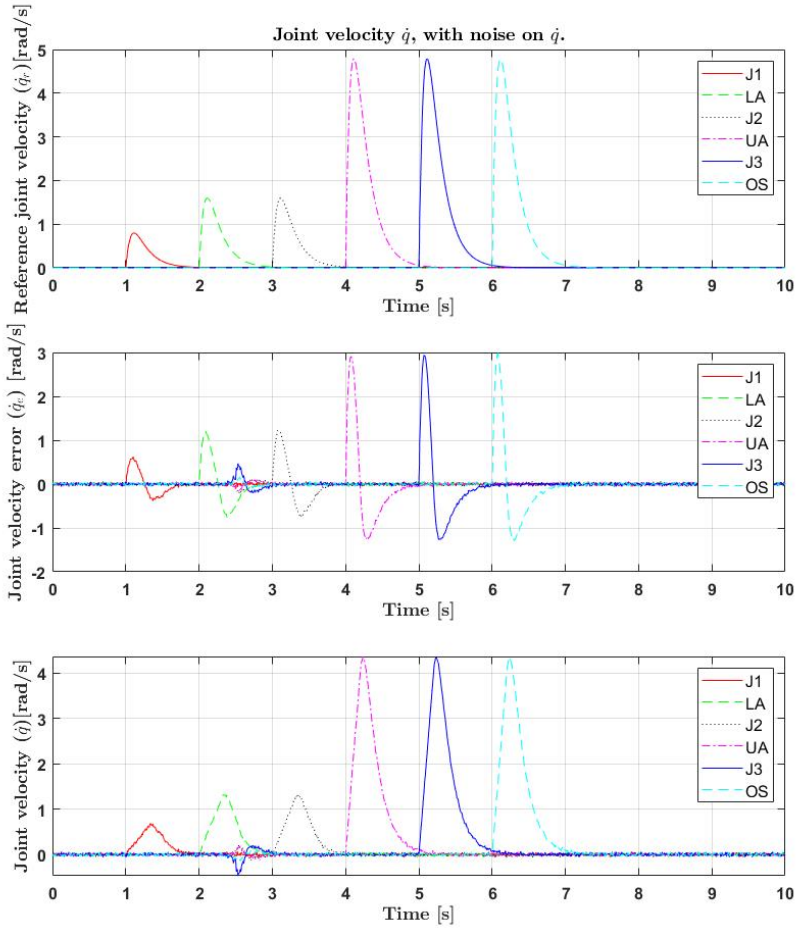 Joint velocity q̇, with noise on q̇.
Reference joint velocity (q̇ᵣ)[rad/s]
5
4
3
2
1
0
0 1 2 3 4 5 6 7 8 9 10
Time [s]
J1
LA
J2
UA
J3
OS
Joint velocity error (q̇ₑ) [rad/s]
3
2
1
0
-1
-2
0 1 2 3 4 5 6 7 8 9 10
Time [s]
J1
LA
J2
UA
J3
OS
Joint velocity (q̇)[rad/s]
4
3
2
1
0
0 1 2 3 4 5 6 7 8 9 10
Time [s]
J1
LA
J2
UA
J3
OS